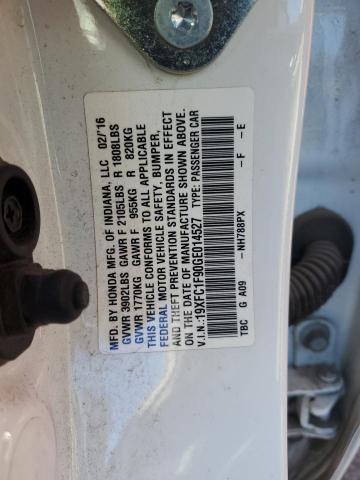 MFD. BY HONDA MFG. OF INDIANA, LLC 02/16
GVWR 3902LBS GAWR F 2105LBS R 1808LBS
GVWR 1770KG GAWR F 955KG R 820KG
THIS VEHICLE CONFORMS TO ALL APPLICABLE
FEDERAL MOTOR VEHICLE SAFETY, BUMPER,
AND THEFT PREVENTION STANDARDS IN EFFECT
ON THE DATE OF MANUFACTURE SHOWN ABOVE.
V.I.N.:19XFC1F90GE014527 TYPE: PASSENGER CAR
TBC G A09 -NH788PX -F -E